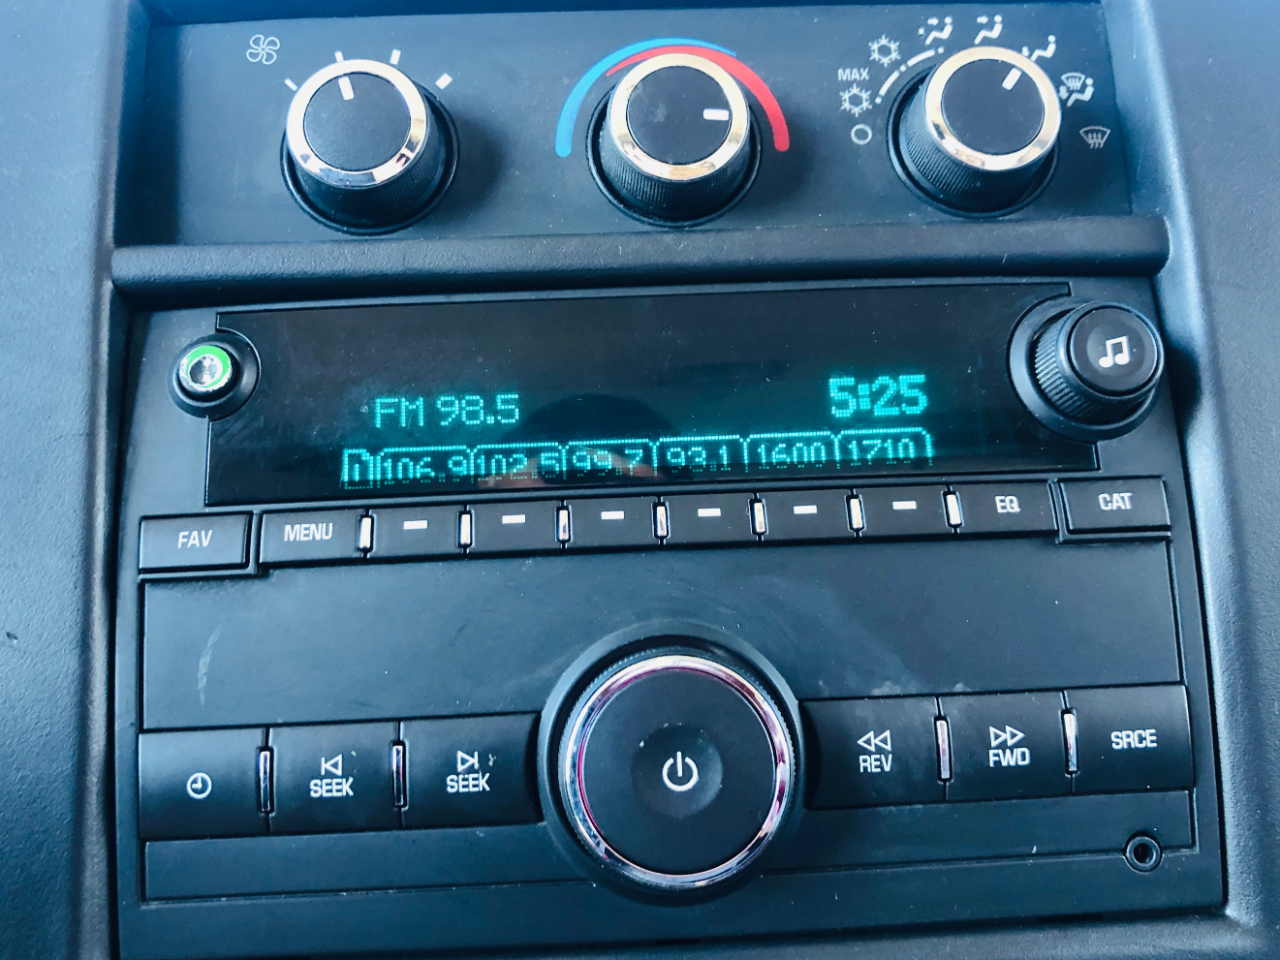 MAX
FM 98.5 5:25
1 106.9 102.5 99.7 93.1 1600 1710
FAV MENU EQ CAT
SEEK SEEK REV FWD SRCE